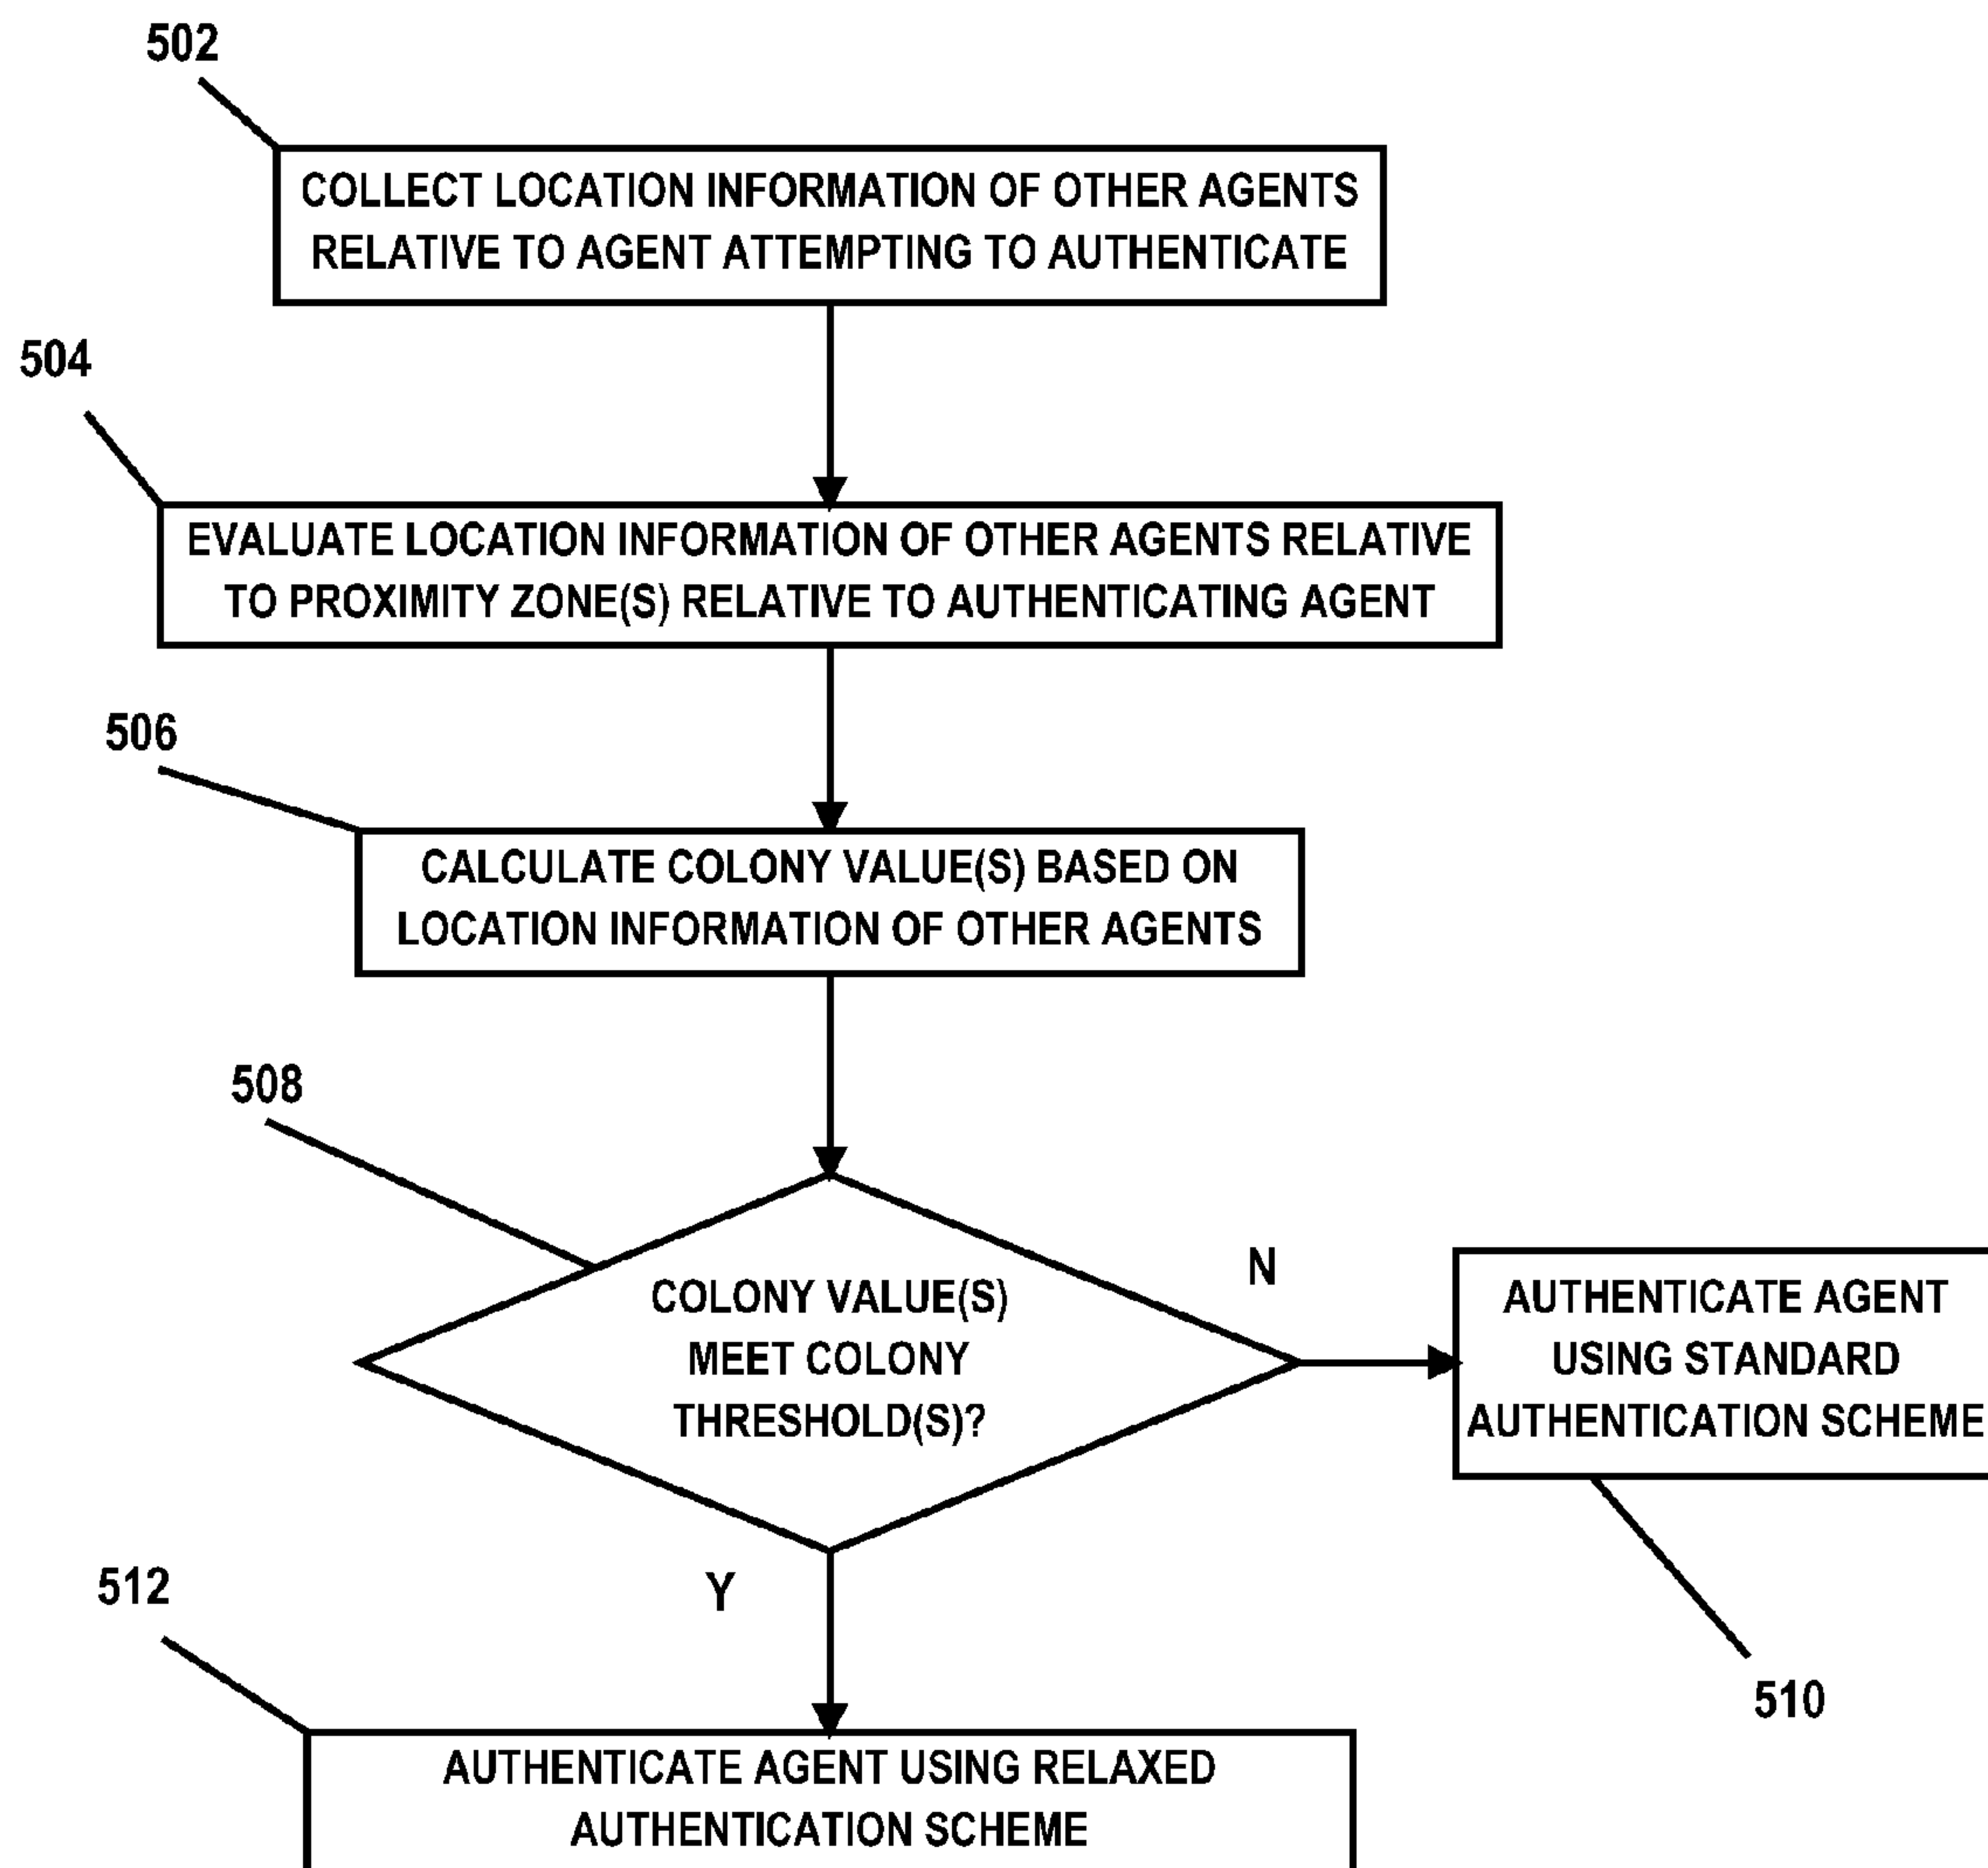 502
COLLECT LOCATION INFORMATION OF OTHER AGENTS
RELATIVE TO AGENT ATTEMPTING TO AUTHENTICATE
504
EVALUATE LOCATION INFORMATION OF OTHER AGENTS RELATIVE
TO PROXIMITY ZONE(S) RELATIVE TO AUTHENTICATING AGENT
506
CALCULATE COLONY VALUE(S) BASED ON
LOCATION INFORMATION OF OTHER AGENTS
508
COLONY VALUE(S)
MEET COLONY
THRESHOLD(S)?
N
AUTHENTICATE AGENT
USING STANDARD
AUTHENTICATION SCHEME
510
Y
512
AUTHENTICATE AGENT USING RELAXED
AUTHENTICATION SCHEME